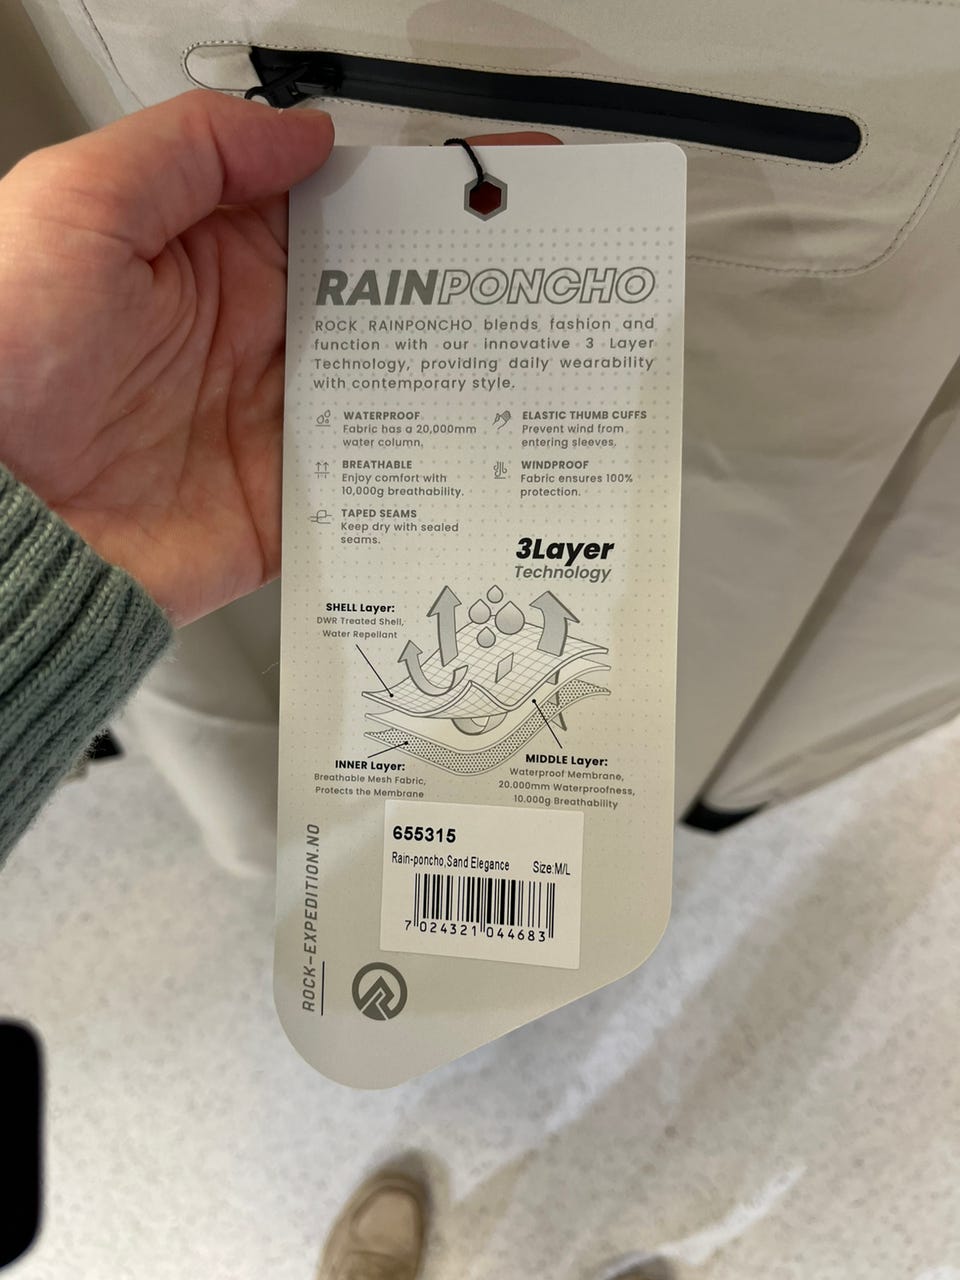 RAINPONCHO
ROCK RAINPONCHO blends fashion and
function with our innovative 3 Layer
Technology, providing daily wearability
with contemporary style.
WATERPROOF
Fabric has a 20,000mm
water column.
ELASTIC THUMB CUFFS
Prevent wind from
entering sleeves.
BREATHABLE
Enjoy comfort with
10,000g breathability.
WINDPROOF
Fabric ensures 100%
protection.
TAPED SEAMS
Keep dry with sealed
seams.
3Layer
Technology
SHELL Layer:
DWR Treated Shell,
Water Repellant
INNER Layer:
Breathable Mesh Fabric,
Protects the Membrane
MIDDLE Layer:
Waterproof Membrane,
20.000mm Waterproofness,
10.000g Breathability
655315
Rain-poncho,Sand Elegance Size:M/L
7 024321 044683
ROCK-EXPEDITION.NO